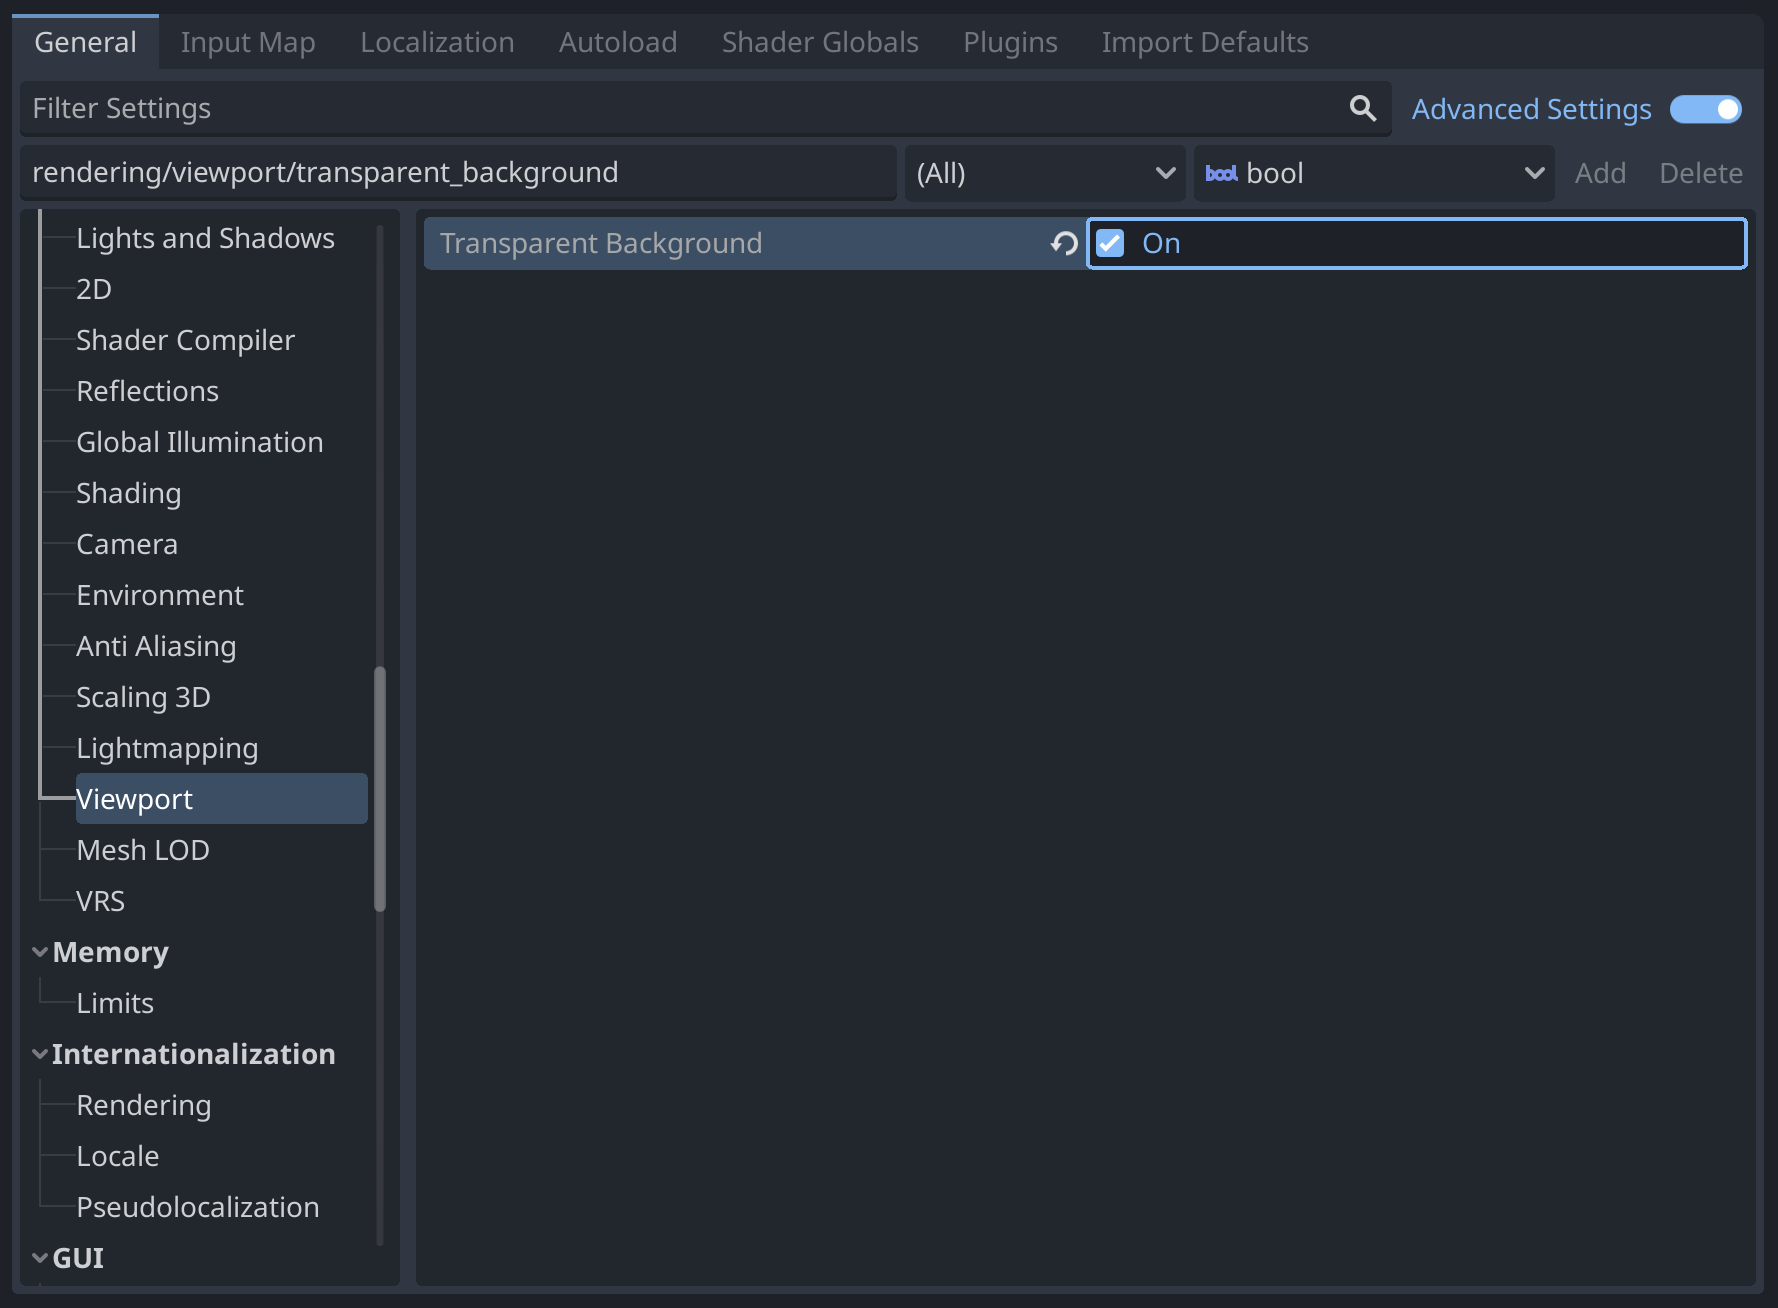 General Input Map Localization Autoload Shader Globals Plugins Import Defaults
Filter Settings Advanced Settings
rendering/viewport/transparent_background (All) bool bool Add Delete
Transparent Background On
Lights and Shadows
2D
Shader Compiler
Reflections
Global Illumination
Shading
Camera
Environment
Anti Aliasing
Scaling 3D
Lightmapping
Viewport
Mesh LOD
VRS
Memory
Limits
Internationalization
Rendering
Locale
Pseudolocalization
GUI